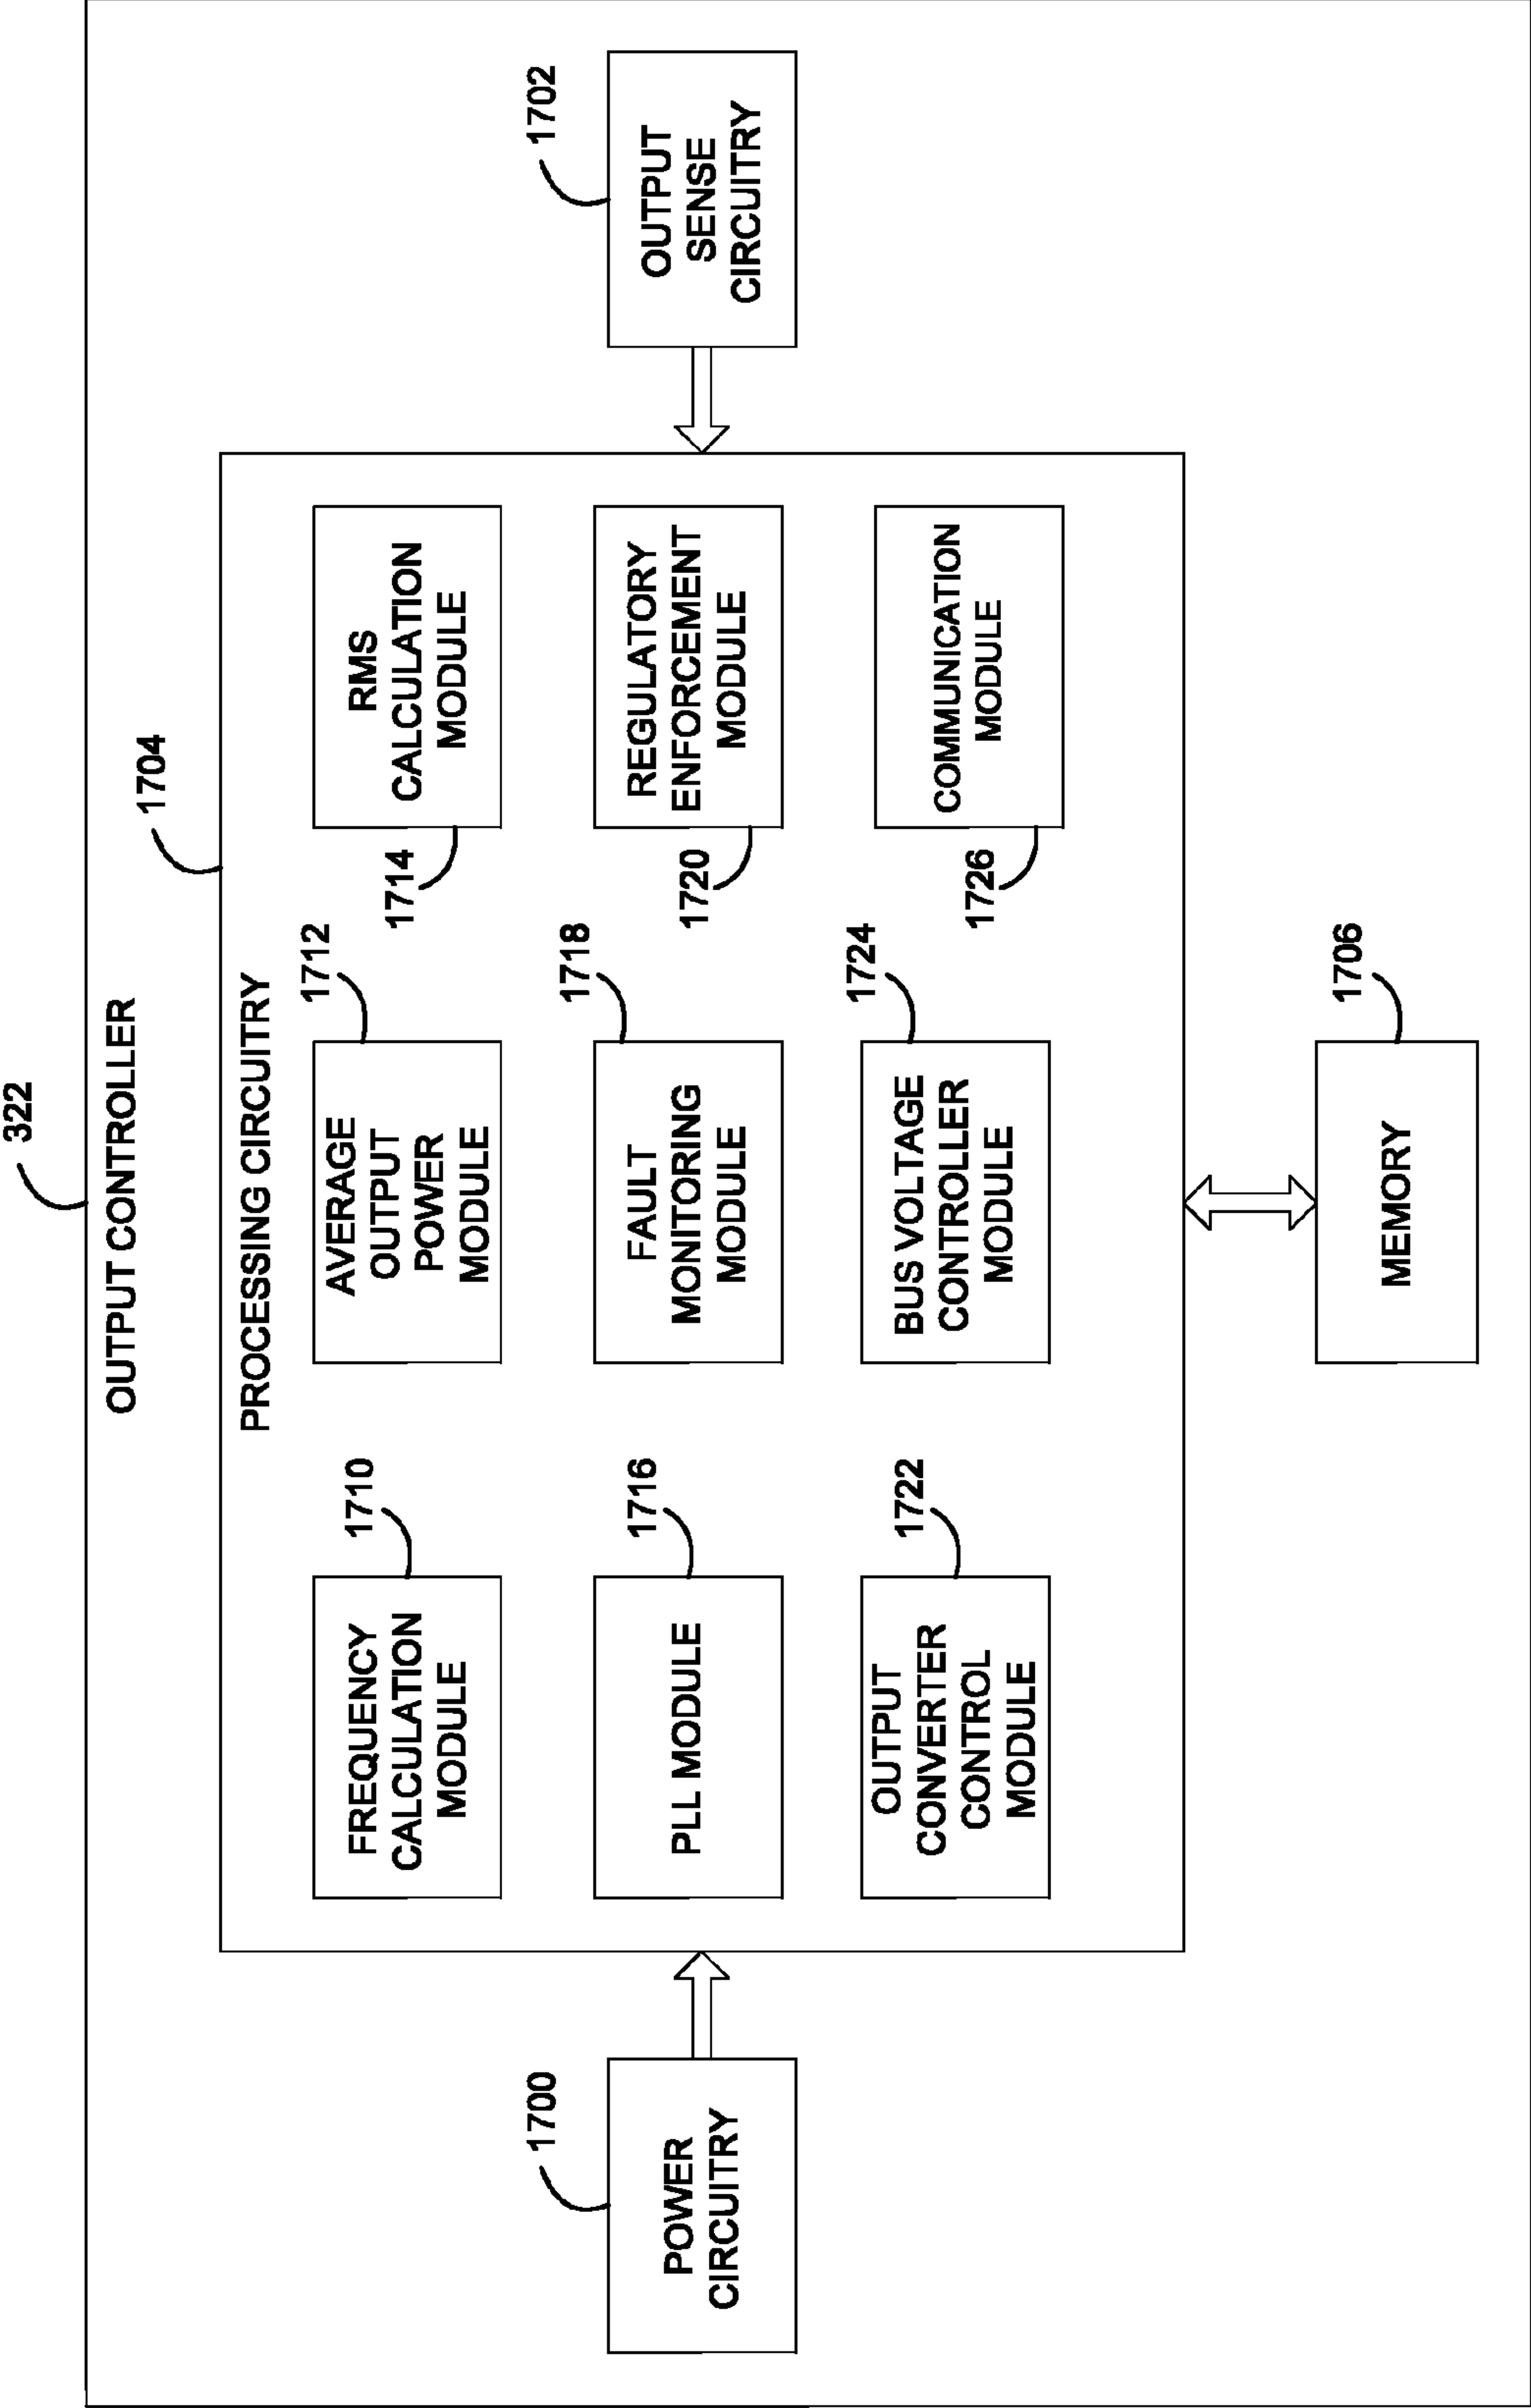 322
OUTPUT CONTROLLER
1704
PROCESSING CIRCUITRY
1710
FREQUENCY
CALCULATION
MODULE
1712
AVERAGE
OUTPUT
POWER
MODULE
1714
RMS
CALCULATION
MODULE
1700
POWER
CIRCUITRY
1716
PLL MODULE
1718
FAULT
MONITORING
MODULE
1720
REGULATORY
ENFORCEMENT
MODULE
1702
OUTPUT
SENSE
CIRCUITRY
1722
OUTPUT
CONVERTER
CONTROL
MODULE
1724
BUS VOLTAGE
CONTROLLER
MODULE
1726
COMMUNICATION
MODULE
1706
MEMORY